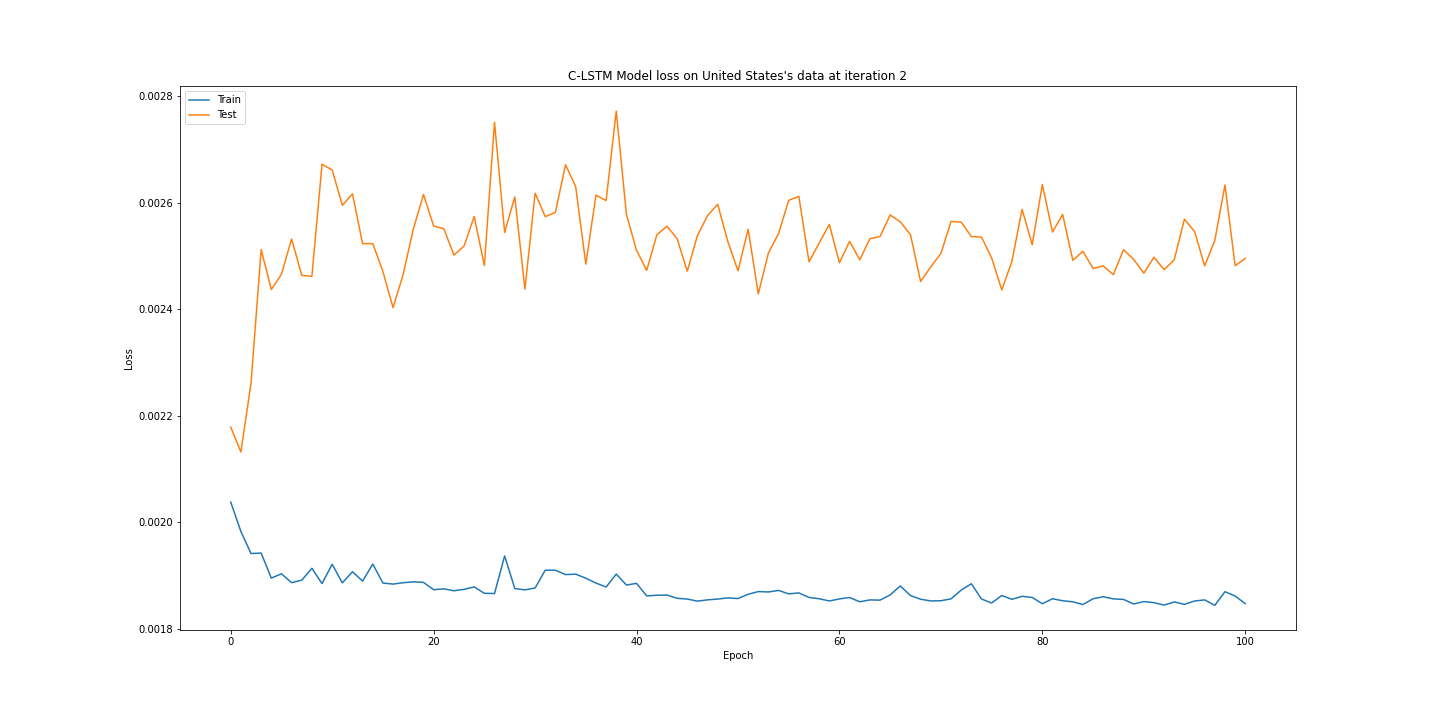 C-LSTM Model loss on United States's data at iteration 2
Train
Test
0.0028
0.0026
0.0024
0.0022
0.0020
0.0018
Loss
0 20 40 60 80 100
Epoch